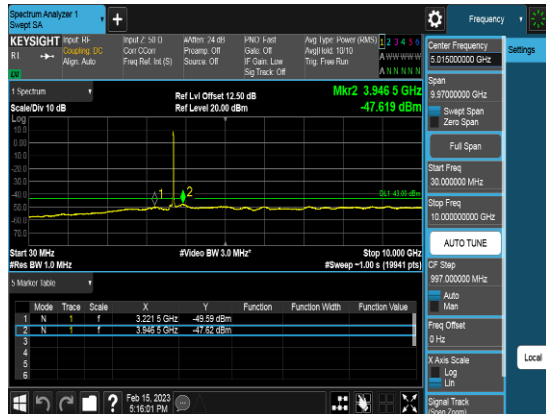 Spectrum Analyzer 1
Swept SA
+
Frequency
KEYSIGHT
Input: RF
Coupling: DC
Align: Auto
Input Z: 50 Ω
Corr CCorr
Freq Ref: Int (S)
#Atten: 24 dB
Preamp: Off
Source: Off
PNO: Fast
Gate: Off
IF Gain: Low
Sig Track: Off
Avg Type: Power (RMS)
Avg|Hold: 10/10
Trig: Free Run
1 2 3 4 5 6
A W W W W W
A N N N N N
1 Spectrum
Scale/Div 10 dB
Ref Lvl Offset 12.50 dB
Ref Level 20.00 dBm
Mkr2 3.946 5 GHz
-47.619 dBm
Log
10.0
0.00
-10.0
-20.0
-30.0
-40.0
-50.0
-60.0
-70.0
1
2
DL1 -43.00 dBm
Start 30 MHz
#Video BW 3.0 MHz*
Stop 10.000 GHz
#Res BW 1.0 MHz
#Sweep ~1.00 s (19941 pts)
5 Marker Table
Mode Trace Scale X Y Function Function Width Function Value
1 N 1 f 3.221 5 GHz -49.59 dBm
2 N 1 f 3.946 5 GHz -47.62 dBm
3
4
5
6
?
Feb 15, 2023
5:16:01 PM
Center Frequency
5.015000000 GHz
Settings
Span
9.97000000 GHz
Swept Span
Zero Span
Full Span
Start Freq
30.000000 MHz
Stop Freq
10.000000000 GHz
AUTO TUNE
CF Step
997.000000 MHz
Auto
Man
Freq Offset
0 Hz
X Axis Scale
Log
Lin
Local
Signal Track
(Span Zoom)